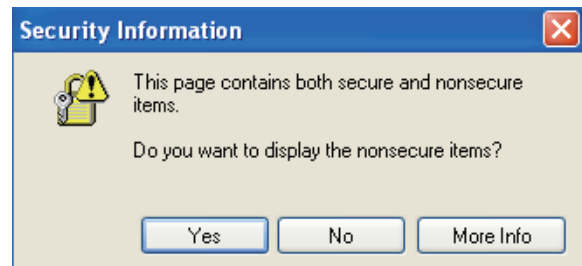 Security Information
This page contains both secure and nonsecure
items.
Do you want to display the nonsecure items?
Yes
No
More Info